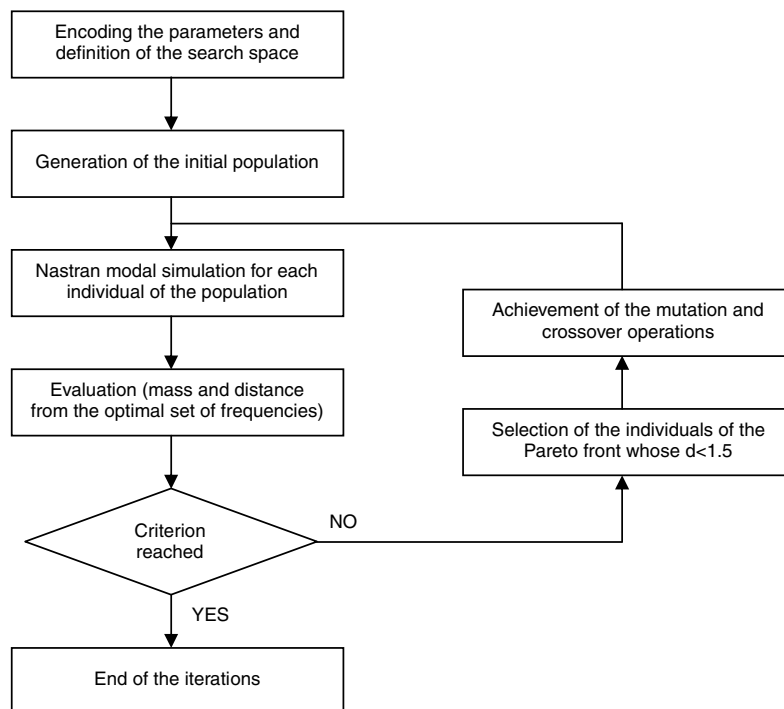 Encoding the parameters and
definition of the search space
Generation of the initial population
Nastran modal simulation for each
individual of the population
Evaluation (mass and distance
from the optimal set of frequencies)
Criterion
reached
NO
YES
End of the iterations
Selection of the individuals of the
Pareto front whose d<1.5
Achievement of the mutation and
crossover operations